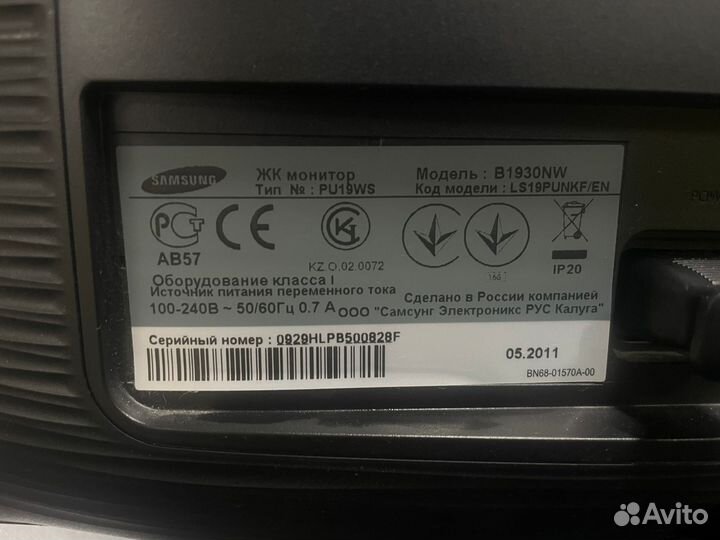 SAMSUNG
ЖК монитор
Тип № : PU19WS
Модель : B1930NW
Код модели : LS19PUNKF/EN
АВ57
KZ.O.02.0072
IP20
Оборудование класса I
Источник питания переменного тока
100-240В ~ 50/60Гц 0.7 А
Сделано в России компанией
ООО "Самсунг Электроникс РУС Калуга"
Серийный номер : 0929HLPB500828F
05.2011
BN68-01570A-00
Avito